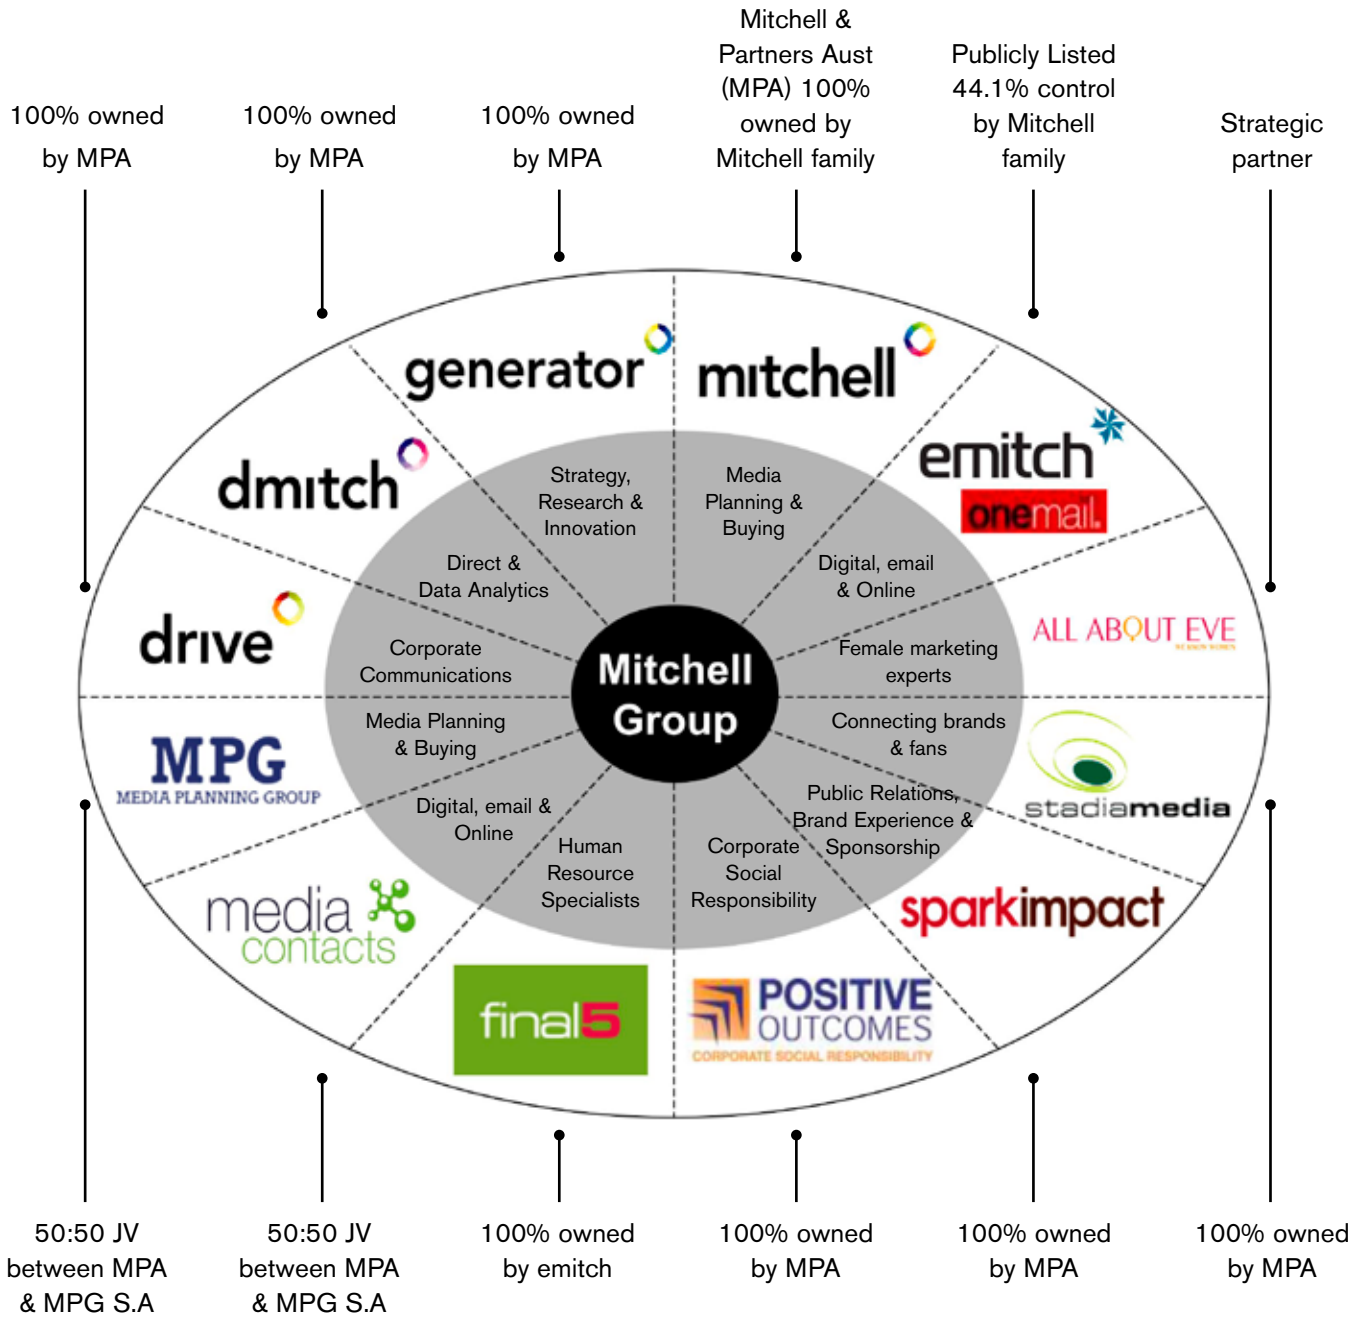 Mitchell &
Partners Aust
(MPA) 100%
owned by
Mitchell family
Publicly Listed
44.1% control
by Mitchell
family
100% owned
by MPA
100% owned
by MPA
100% owned
by MPA
Strategic
partner
generator
mitchell
dmitch
emitch
onemail.
Strategy,
Research &
Innovation
Media
Planning &
Buying
Direct &
Data Analytics
Digital, email
& Online
drive
ALL ABOUT EVE
Corporate
Communications
Female marketing
experts
Mitchell
Group
MPG
MEDIA PLANNING GROUP
Media Planning
& Buying
Connecting brands
& fans
stadiamedia
Digital, email &
Online
Public Relations,
Brand Experience &
Sponsorship
Human
Resource
Specialists
Corporate
Social
Responsibility
media
contacts
sparkimpact
final5
POSITIVE
OUTCOMES
CORPORATE SOCIAL RESPONSIBILITY
50:50 JV
between MPA
& MPG S.A
50:50 JV
between MPA
& MPG S.A
100% owned
by emitch
100% owned
by MPA
100% owned
by MPA
100% owned
by MPA